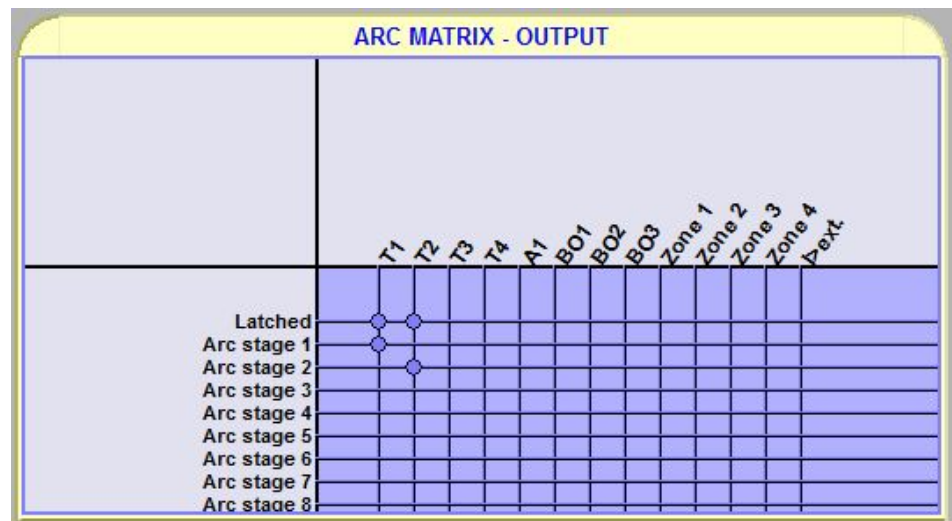 ARC MATRIX - OUTPUT
T1
T2
T3
T4
A1
BO1
BO2
BO3
Zone 1
Zone 2
Zone 3
Zone 4
I>ext.
Latched
Arc stage 1
Arc stage 2
Arc stage 3
Arc stage 4
Arc stage 5
Arc stage 6
Arc stage 7
Arc stage 8